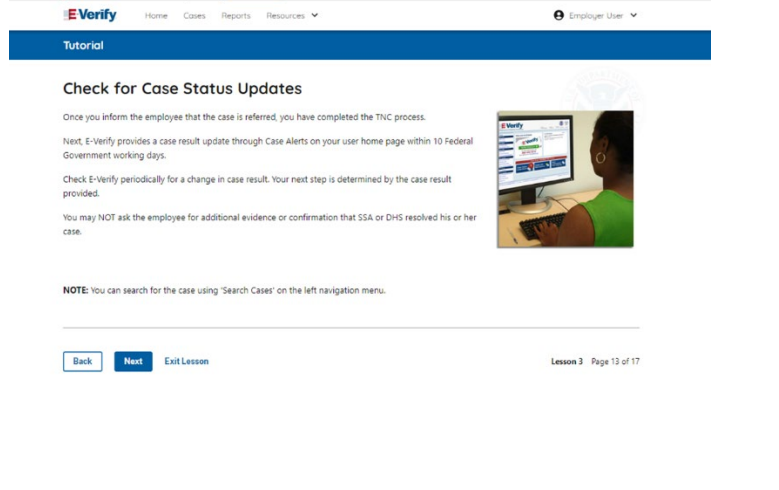 E-Verify
Home Cases Reports Resources
Employer User
Tutorial
Check for Case Status Updates
Once you inform the employee that the case is referred, you have completed the TNC process.
Next, E-Verify provides a case result update through Case Alerts on your user home page within 10 Federal
Government working days.
Check E-Verify periodically for a change in case result. Your next step is determined by the case result
provided.
You may NOT ask the employee for additional evidence or confirmation that SSA or DHS resolved his or her
case.
E-Verify
NOTE: You can search for the case using 'Search Cases' on the left navigation menu.
Back Next Exit Lesson
Lesson 3 Page 13 of 17